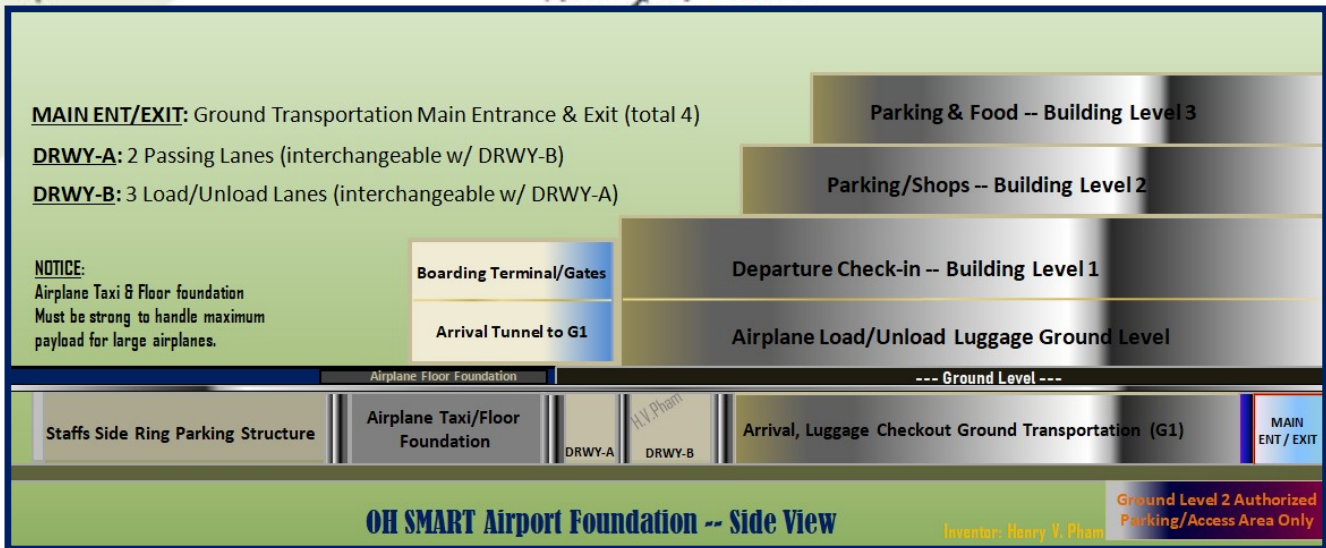 MAIN ENT/EXIT: Ground Transportation Main Entrance & Exit (total 4)
DRWY-A: 2 Passing Lanes (interchangeable w/ DRWY-B)
DRWY-B: 3 Load/Unload Lanes (interchangeable w/ DRWY-A)
Parking & Food -- Building Level 3
Parking/Shops -- Building Level 2
NOTICE:
Airplane Taxi & Floor foundation
Must be strong to handle maximum
payload for large airplanes.
Boarding Terminal/Gates
Arrival Tunnel to G1
Departure Check-in -- Building Level 1
Airplane Load/Unload Luggage Ground Level
Airplane Floor Foundation
--- Ground Level ---
Staffs Side Ring Parking Structure
Airplane Taxi/Floor
Foundation
DRWY-A
H.V.Pham
DRWY-B
Arrival, Luggage Checkout Ground Transportation (G1)
MAIN
ENT / EXIT
OH SMART Airport Foundation -- Side View
Inventor: Henry V. Pham
Ground Level 2 Authorized
Parking/Access Area Only